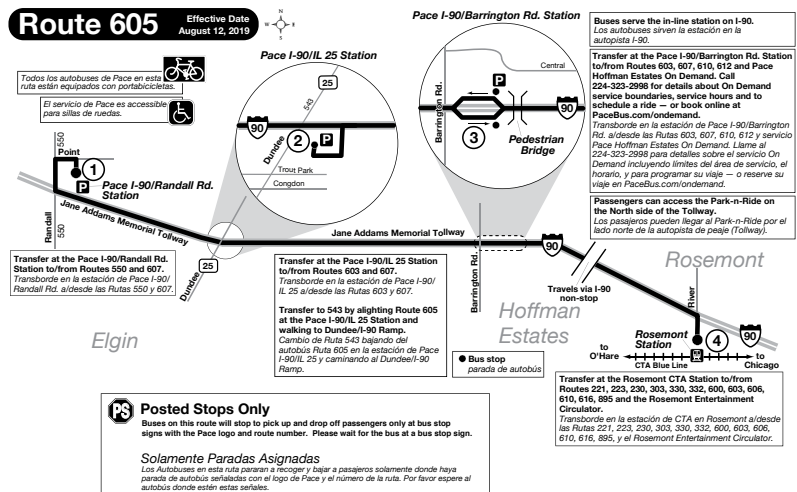 Route 605
Effective Date
August 12, 2019
N
S
W
E
Todos los autobuses de Pace en esta
ruta están equipados con portabicicletas.
El servicio de Pace es accessible
para sillas de ruedas.
Pace I-90/IL 25 Station
25
543
90
Dundee
2
P
Trout Park
Congdon
Pace I-90/Barrington Rd. Station
Central
Barrington Rd.
P
90
3
Pedestrian
Bridge
Buses serve the in-line station on I-90.
Los autobuses sirven la estación en la
autopista I-90.
Transfer at the Pace I-90/Barrington Rd. Station
to/from Routes 603, 607, 610, 612 and Pace
Hoffman Estates On Demand. Call
224-323-2998 for details about On Demand
service boundaries, service hours and to
schedule a ride — or book online at
PaceBus.com/ondemand.
Transborde en la estación de Pace I-90/Barrington
Rd. a/desde las Rutas 603, 607, 610, 612 y servicio
Pace Hoffman Estates On Demand. Llame al
224-323-2998 para detalles sobre el servicio On
Demand incluyendo límites del área de servicio, el
horario, y para programar su viaje — o reserve su
viaje en PaceBus.com/ondemand.
Passengers can access the Park-n-Ride on
the North side of the Tollway.
Los pasajeros pueden llegar al Park-n-Ride por el
lado norte de la autopista de peaje (Tollway).
550
Point
1
P
Pace I-90/Randall Rd.
Station
Randall
550
Jane Addams Memorial Tollway
Dundee
25
Jane Addams Memorial Tollway
Barrington Rd.
90
Travels via I-90
non-stop
Rosemont
River
Rosemont
Station
4
90
to
O'Hare
CTA Blue Line
to
Chicago
Elgin
Hoffman
Estates
Transfer at the Pace I-90/Randall Rd.
Station to/from Routes 550 and 607.
Transborde en la estación de Pace I-90/
Randall Rd. a/desde las Rutas 550 y 607.
Transfer at the Pace I-90/IL 25 Station
to/from Routes 603 and 607.
Transborde en la estación de Pace I-90/
IL 25 a/desde las Rutas 603 y 607.
Transfer to 543 by alighting Route 605
at the Pace I-90/IL 25 Station and
walking to Dundee/I-90 Ramp.
Cambio de Ruta 543 bajando del
autobús Ruta 605 en la estación de Pace
I-90/IL 25 y caminando al Dundee/I-90
Ramp.
Bus stop
parada de autobús
Transfer at the Rosemont CTA Station to/from
Routes 221, 223, 230, 303, 330, 332, 600, 603, 606,
610, 616, 895 and the Rosemont Entertainment
Circulator.
Transborde en la estación de CTA en Rosemont a/desde
las Rutas 221, 223, 230, 303, 330, 332, 600, 603, 606,
610, 616, 895, y el Rosemont Entertainment Circulator.
PS
Posted Stops Only
Buses on this route will stop to pick up and drop off passengers only at bus stop
signs with the Pace logo and route number. Please wait for the bus at a bus stop sign.
Solamente Paradas Asignadas
Los Autobuses en esta ruta pararan a recoger y bajar a pasajeros solamente donde haya
parada de autobús señaladas con el logo de Pace y el número de la ruta. Por favor espere al
autobús donde estén estas señales.